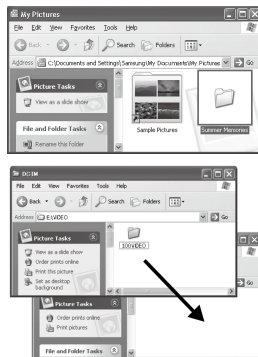 My Pictures
File Edit View Favorites Tools Help
Back Search Folders
Address C:\Documents and Settings\Samsung\My Documents\My Pictures Go
Picture Tasks
View as a slide show
File and Folder Tasks
Rename this folder
Sample Pictures
Summer Memories
DCIM
File Edit View Favorites Tools Help
Back Search Folders
Address E:\VIDEO Go
Picture Tasks
View as a slide show
Order prints online
Print this picture
Set as desktop
background
100VIDEO
Picture Tasks
Order prints online
Print pictures
File and Folder Tasks